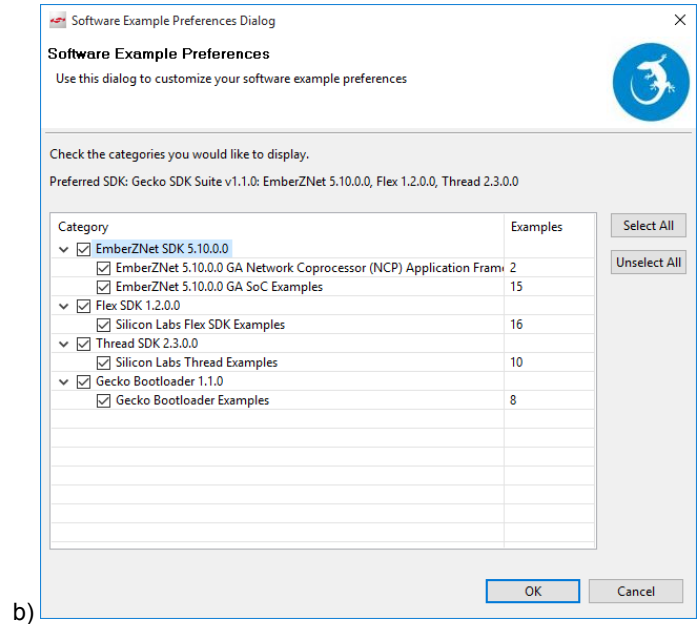 Software Example Preferences Dialog
Software Example Preferences
Use this dialog to customize your software example preferences
Check the categories you would like to display.
Preferred SDK: Gecko SDK Suite v1.1.0: EmberZNet 5.10.0.0, Flex 1.2.0.0, Thread 2.3.0.0
Category Examples Select All
EmberZNet SDK 5.10.0.0
EmberZNet 5.10.0.0 GA Network Coprocessor (NCP) Application Fram 2 Unselect All
EmberZNet 5.10.0.0 GA SoC Examples 15
Flex SDK 1.2.0.0
Silicon Labs Flex SDK Examples 16
Thread SDK 2.3.0.0
Silicon Labs Thread Examples 10
Gecko Bootloader 1.1.0
Gecko Bootloader Examples 8
OK Cancel
b)